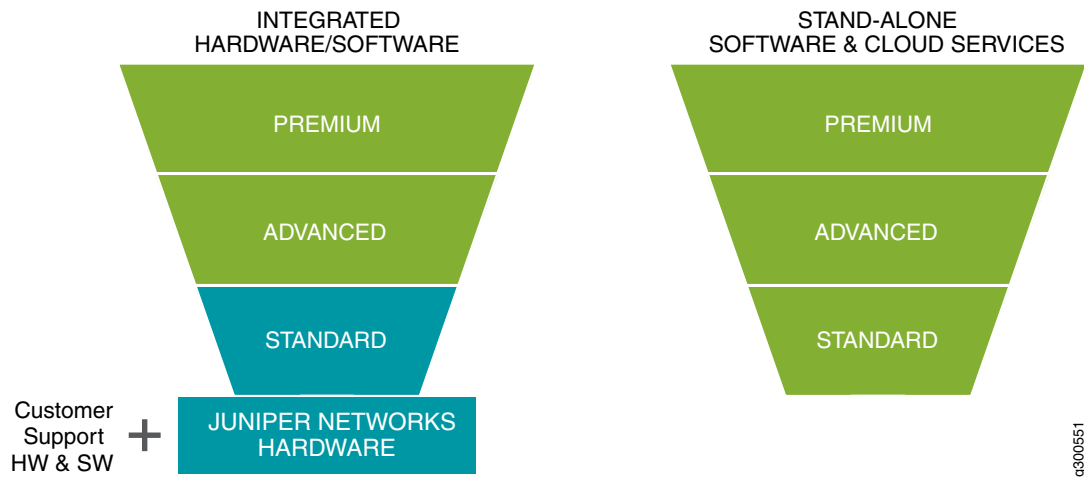 INTEGRATED
HARDWARE/SOFTWARE
PREMIUM
ADVANCED
STANDARD
Customer
Support
HW & SW
+
JUNIPER NETWORKS
HARDWARE
STAND-ALONE
SOFTWARE & CLOUD SERVICES
PREMIUM
ADVANCED
STANDARD
g300551